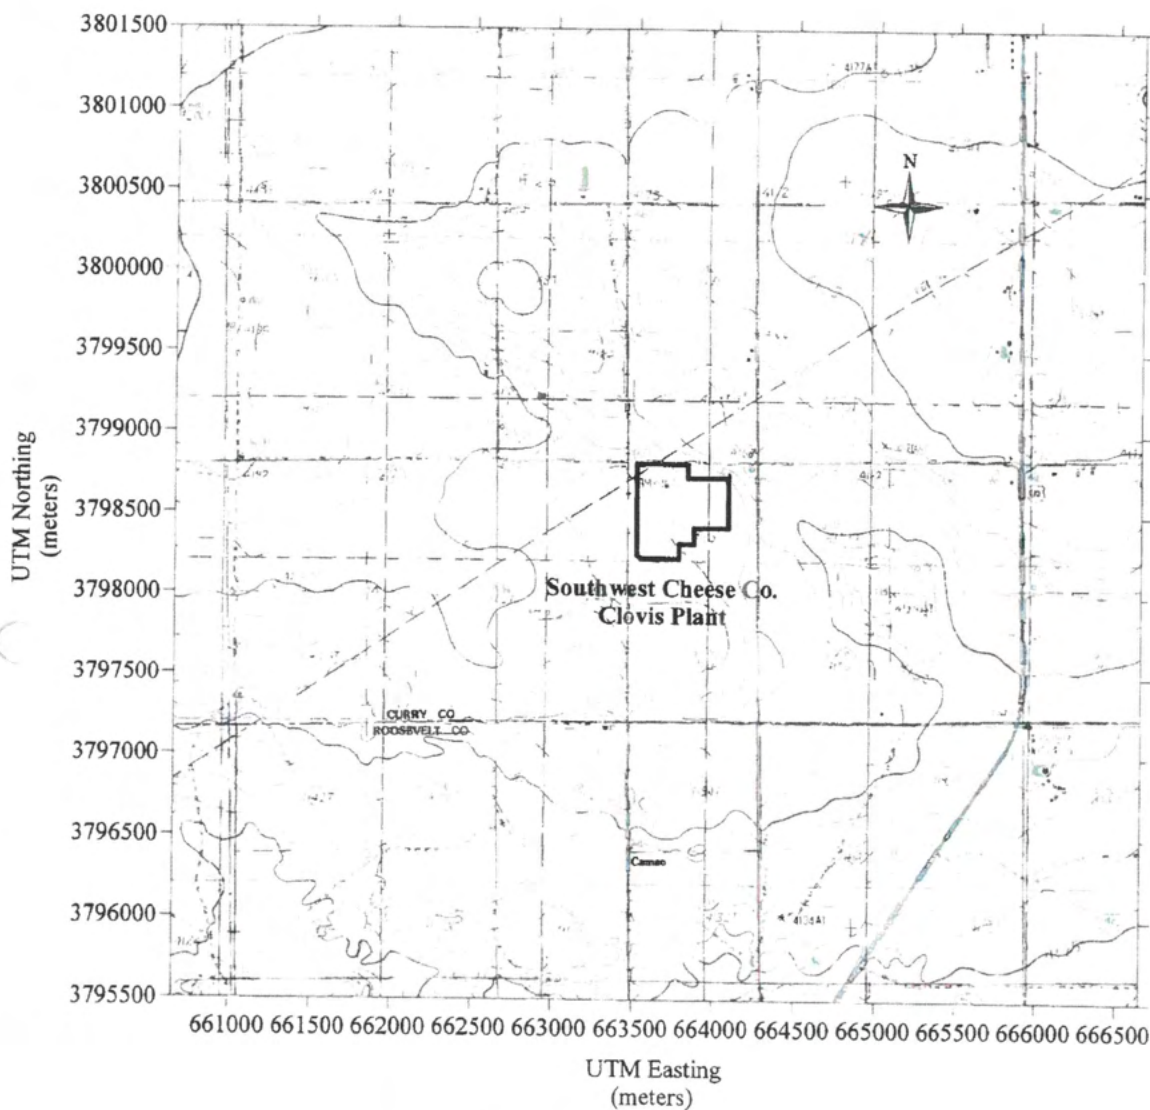 3801500
3801000
3800500
3800000
3799500
3799000
3798500
3798000
3797500
3797000
3796500
3796000
3795500
UTM Northing
(meters)
N
Southwest Cheese Co.
Clovis Plant
CURRY CO
ROOSEVELT CO
Cameo
661000 661500 662000 662500 663000 663500 664000 664500 665000 665500 666000 666500
UTM Easting
(meters)